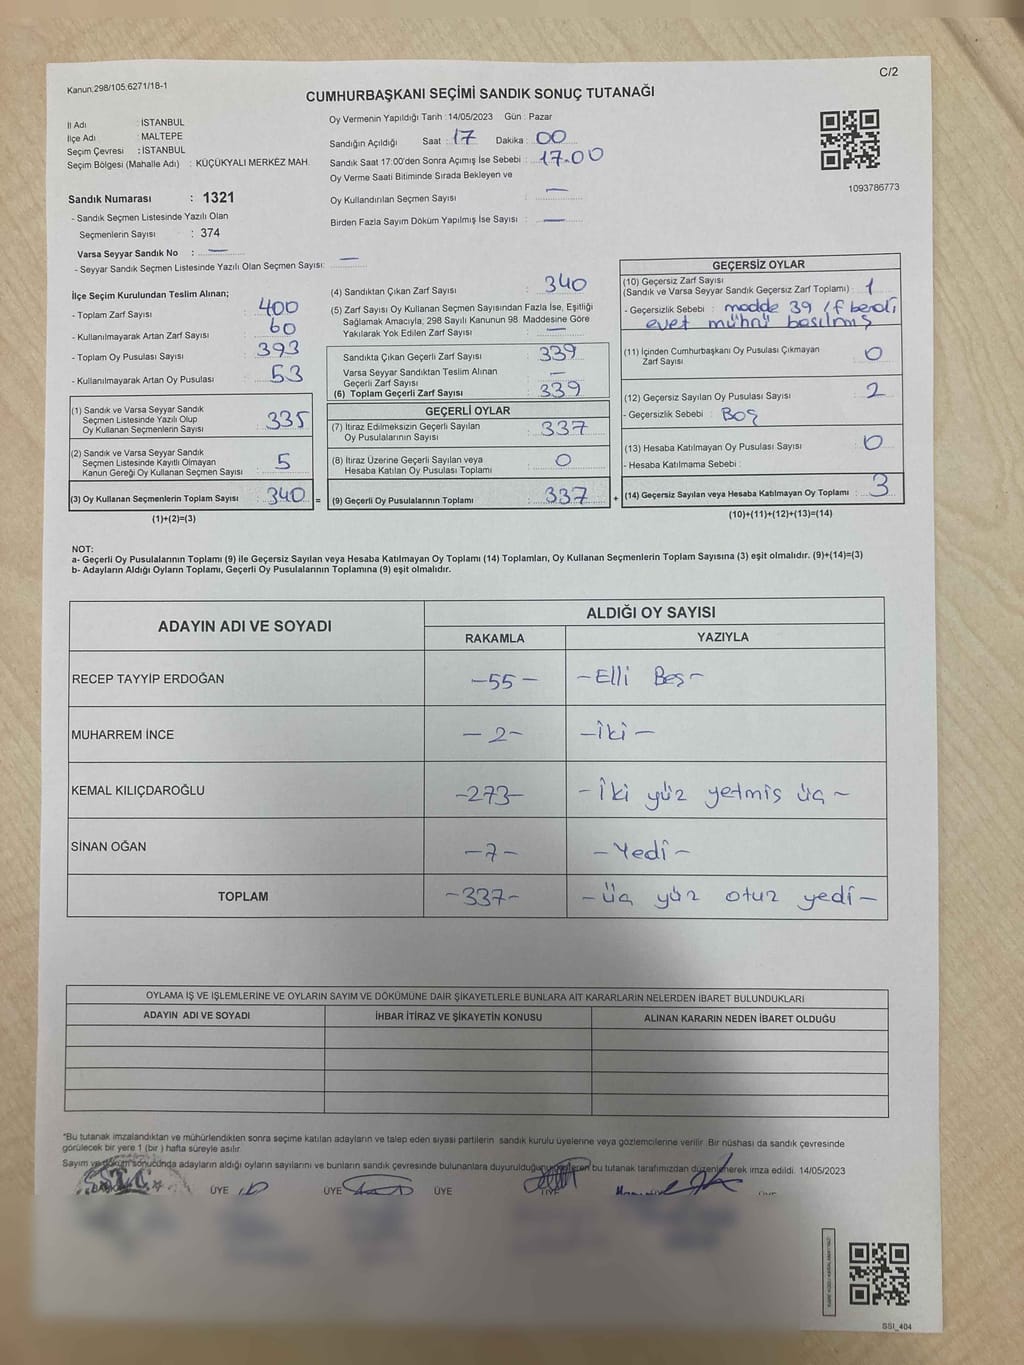 C/2
Kanun.298/105.6271/18-1
CUMHURBAŞKANI SEÇİMİ SANDIK SONUÇ TUTANAĞI
İl Adı : İSTANBUL
İlçe Adı : MALTEPE
Seçim Çevresi : İSTANBUL
Seçim Bölgesi (Mahalle Adı) : KÜÇÜKYALI MERKEZ MAH.
Sandık Numarası : 1321
- Sandık Seçmen Listesinde Yazılı Olan
Seçmenlerin Sayısı : 374
Varsa Seyyar Sandık No : —
- Seyyar Sandık Seçmen Listesinde Yazılı Olan Seçmen Sayısı: —
Oy Vermenin Yapıldığı Tarih : 14/05/2023 Gün : Pazar
Sandığın Açıldığı Saat : 17 Dakika : 00
Sandık Saat 17:00'den Sonra Açımış İse Sebebi : 17.00
Oy Verme Saati Bitiminde Sırada Bekleyen ve
Oy Kullandırılan Seçmen Sayısı : —
Birden Fazla Sayım Döküm Yapılmış İse Sayısı : —
1093786773
İlçe Seçim Kurulundan Teslim Alınan;
- Toplam Zarf Sayısı : 400
- Kullanılmayarak Artan Zarf Sayısı : 60
- Toplam Oy Pusulası Sayısı : 393
- Kullanılmayarak Artan Oy Pusulası : 53
(1) Sandık ve Varsa Seyyar Sandık
Seçmen Listesinde Yazılı Olup
Oy Kullanan Seçmenlerin Sayısı : 335
(2) Sandık ve Varsa Seyyar Sandık
Seçmen Listesinde Kayıtlı Olmayan
Kanun Gereği Oy Kullanan Seçmen Sayısı : 5
(3) Oy Kullanan Seçmenlerin Toplam Sayısı : 340 =
(1)+(2)=(3)
(4) Sandıktan Çıkan Zarf Sayısı : 340
(5) Zarf Sayısı Oy Kullanan Seçmen Sayısından Fazla İse, Eşitliği
Sağlamak Amacıyla, 298 Sayılı Kanunun 98. Maddesine Göre
Yakılarak Yok Edilen Zarf Sayısı : —
Sandıkta Çıkan Geçerli Zarf Sayısı : 339
Varsa Seyyar Sandıktan Teslim Alınan
Geçerli Zarf Sayısı : —
(6) Toplam Geçerli Zarf Sayısı : 339
GEÇERLİ OYLAR
(7) İtiraz Edilmeksizin Geçerli Sayılan
Oy Pusulalarının Sayısı : 337
(8) İtiraz Üzerine Geçerli Sayılan veya
Hesaba Katılan Oy Pusulası Toplamı : 0
(9) Geçerli Oy Pusulalarının Toplamı : 337 +
GEÇERSİZ OYLAR
(10) Geçersiz Zarf Sayısı
(Sandık ve Varsa Seyyar Sandık Geçersiz Zarf Toplamı) : 1
- Geçersizlik Sebebi : madde 39 / f bendi
evet mührü basılmış
(11) İçinden Cumhurbaşkanı Oy Pusulası Çıkmayan
Zarf Sayısı : 0
(12) Geçersiz Sayılan Oy Pusulası Sayısı : 2
- Geçersizlik Sebebi : Boş
(13) Hesaba Katılmayan Oy Pusulası Sayısı : 0
- Hesaba Katılmama Sebebi :
(14) Geçersiz Sayılan veya Hesaba Katılmayan Oy Toplamı : 3
(10)+(11)+(12)+(13)=(14)
NOT:
a- Geçerli Oy Pusulalarının Toplamı (9) ile Geçersiz Sayılan veya Hesaba Katılmayan Oy Toplamı (14) Toplamları, Oy Kullanan Seçmenlerin Toplam Sayısına (3) eşit olmalıdır. (9)+(14)=(3)
b- Adayların Aldığı Oyların Toplamı, Geçerli Oy Pusulalarının Toplamına (9) eşit olmalıdır.
ADAYIN ADI VE SOYADI ALDIĞI OY SAYISI
RAKAMLA YAZIYLA
RECEP TAYYİP ERDOĞAN -55- -Elli Beş-
MUHARREM İNCE -2- -İki-
KEMAL KILIÇDAROĞLU -273- -İki yüz yetmiş üç-
SİNAN OĞAN -7- -Yedi-
TOPLAM -337- -Üç yüz otuz yedi-
OYLAMA İŞ VE İŞLEMLERİNE VE OYLARIN SAYIM VE DÖKÜMÜNE DAİR ŞİKAYETLERLE BUNLARA AİT KARARLARIN NELERDEN İBARET BULUNDUKLARI
ADAYIN ADI VE SOYADI İHBAR İTİRAZ VE ŞİKAYETİN KONUSU ALINAN KARARIN NEDEN İBARET OLDUĞU
*Bu tutanak imzalandıktan ve mühürlendikten sonra seçime katılan adayların ve talep eden siyası partilerin sandık kurulu üyelerine veya gözlemcilerine verilir. Bir nüshası da sandık çevresinde
görülecek bir yere 1 (bir ) hafta süreyle asılır.
Sayım ve döküm sonucunda adayların aldığı oyların sayılarını ve bunların sandık çevresinde bulunanlara duyurulduğunu bu tutanak tarafımızdan düzenlenerek imza edildi. 14/05/2023
ÜYE ÜYE ÜYE ÜYE
SSI_404